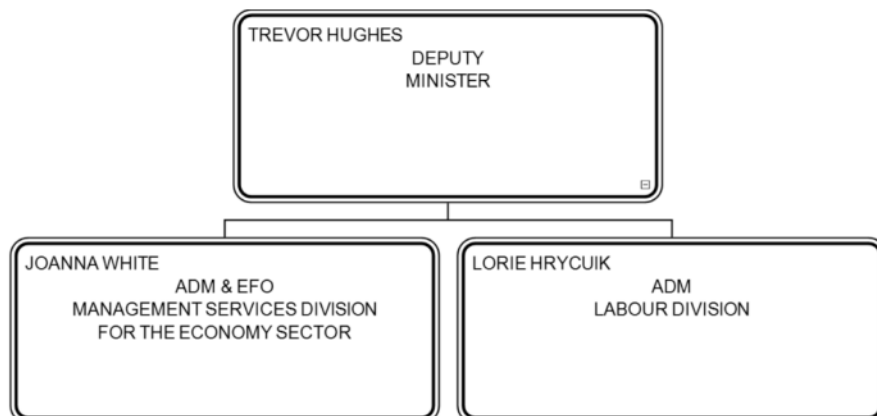 TREVOR HUGHES
DEPUTY
MINISTER
JOANNA WHITE
ADM & EFO
MANAGEMENT SERVICES DIVISION
FOR THE ECONOMY SECTOR
LORIE HRYCUIK
ADM
LABOUR DIVISION